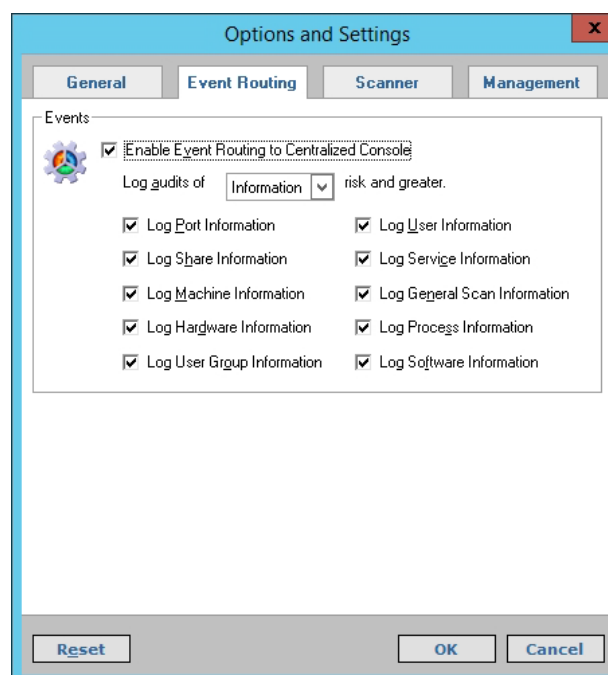 Options and Settings
x
General Event Routing Scanner Management
Events
Enable Event Routing to Centralized Console
Log audits of Information risk and greater.
Log Port Information Log User Information
Log Share Information Log Service Information
Log Machine Information Log General Scan Information
Log Hardware Information Log Process Information
Log User Group Information Log Software Information
Reset OK Cancel